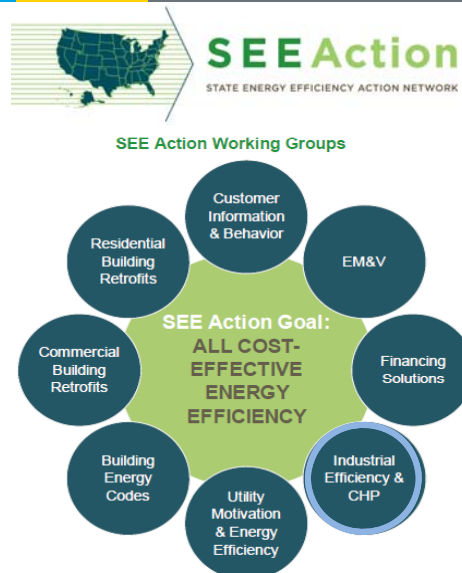 SEE Action
STATE ENERGY EFFICIENCY ACTION NETWORK
SEE Action Working Groups
Customer
Information
& Behavior
EM&V
Financing
Solutions
Industrial
Efficiency &
CHP
Utility
Motivation
& Energy
Efficiency
Building
Energy
Codes
Commercial
Building
Retrofits
Residential
Building
Retrofits
SEE Action Goal:
ALL COST-
EFFECTIVE
ENERGY
EFFICIENCY